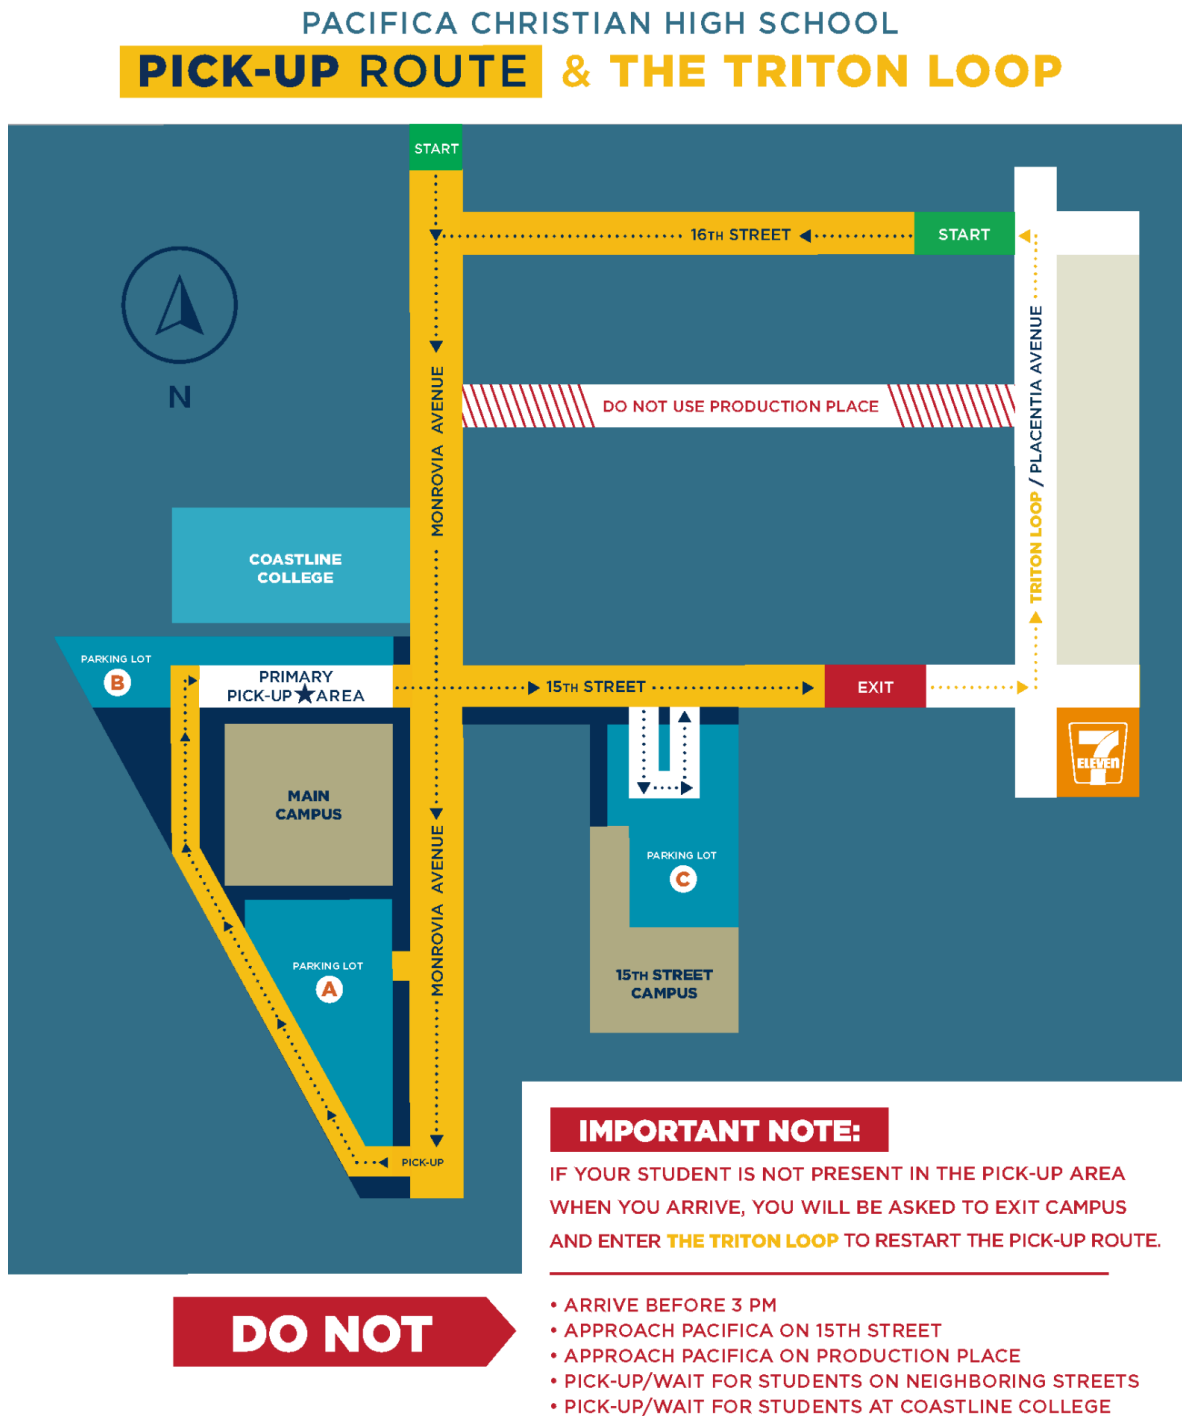 PACIFICA CHRISTIAN HIGH SCHOOL
PICK-UP ROUTE & THE TRITON LOOP
START
16TH STREET
START
N
MONROVIA AVENUE
DO NOT USE PRODUCTION PLACE
TRITON LOOP / PLACENTIA AVENUE
COASTLINE
COLLEGE
PARKING LOT
B
PRIMARY
PICK-UP AREA
15TH STREET
EXIT
7
ELEVEN
MAIN
CAMPUS
MONROVIA AVENUE
PARKING LOT
C
PARKING LOT
A
15TH STREET
CAMPUS
PICK-UP
IMPORTANT NOTE:
IF YOUR STUDENT IS NOT PRESENT IN THE PICK-UP AREA
WHEN YOU ARRIVE, YOU WILL BE ASKED TO EXIT CAMPUS
AND ENTER THE TRITON LOOP TO RESTART THE PICK-UP ROUTE.
DO NOT
• ARRIVE BEFORE 3 PM
• APPROACH PACIFICA ON 15TH STREET
• APPROACH PACIFICA ON PRODUCTION PLACE
• PICK-UP/WAIT FOR STUDENTS ON NEIGHBORING STREETS
• PICK-UP/WAIT FOR STUDENTS AT COASTLINE COLLEGE